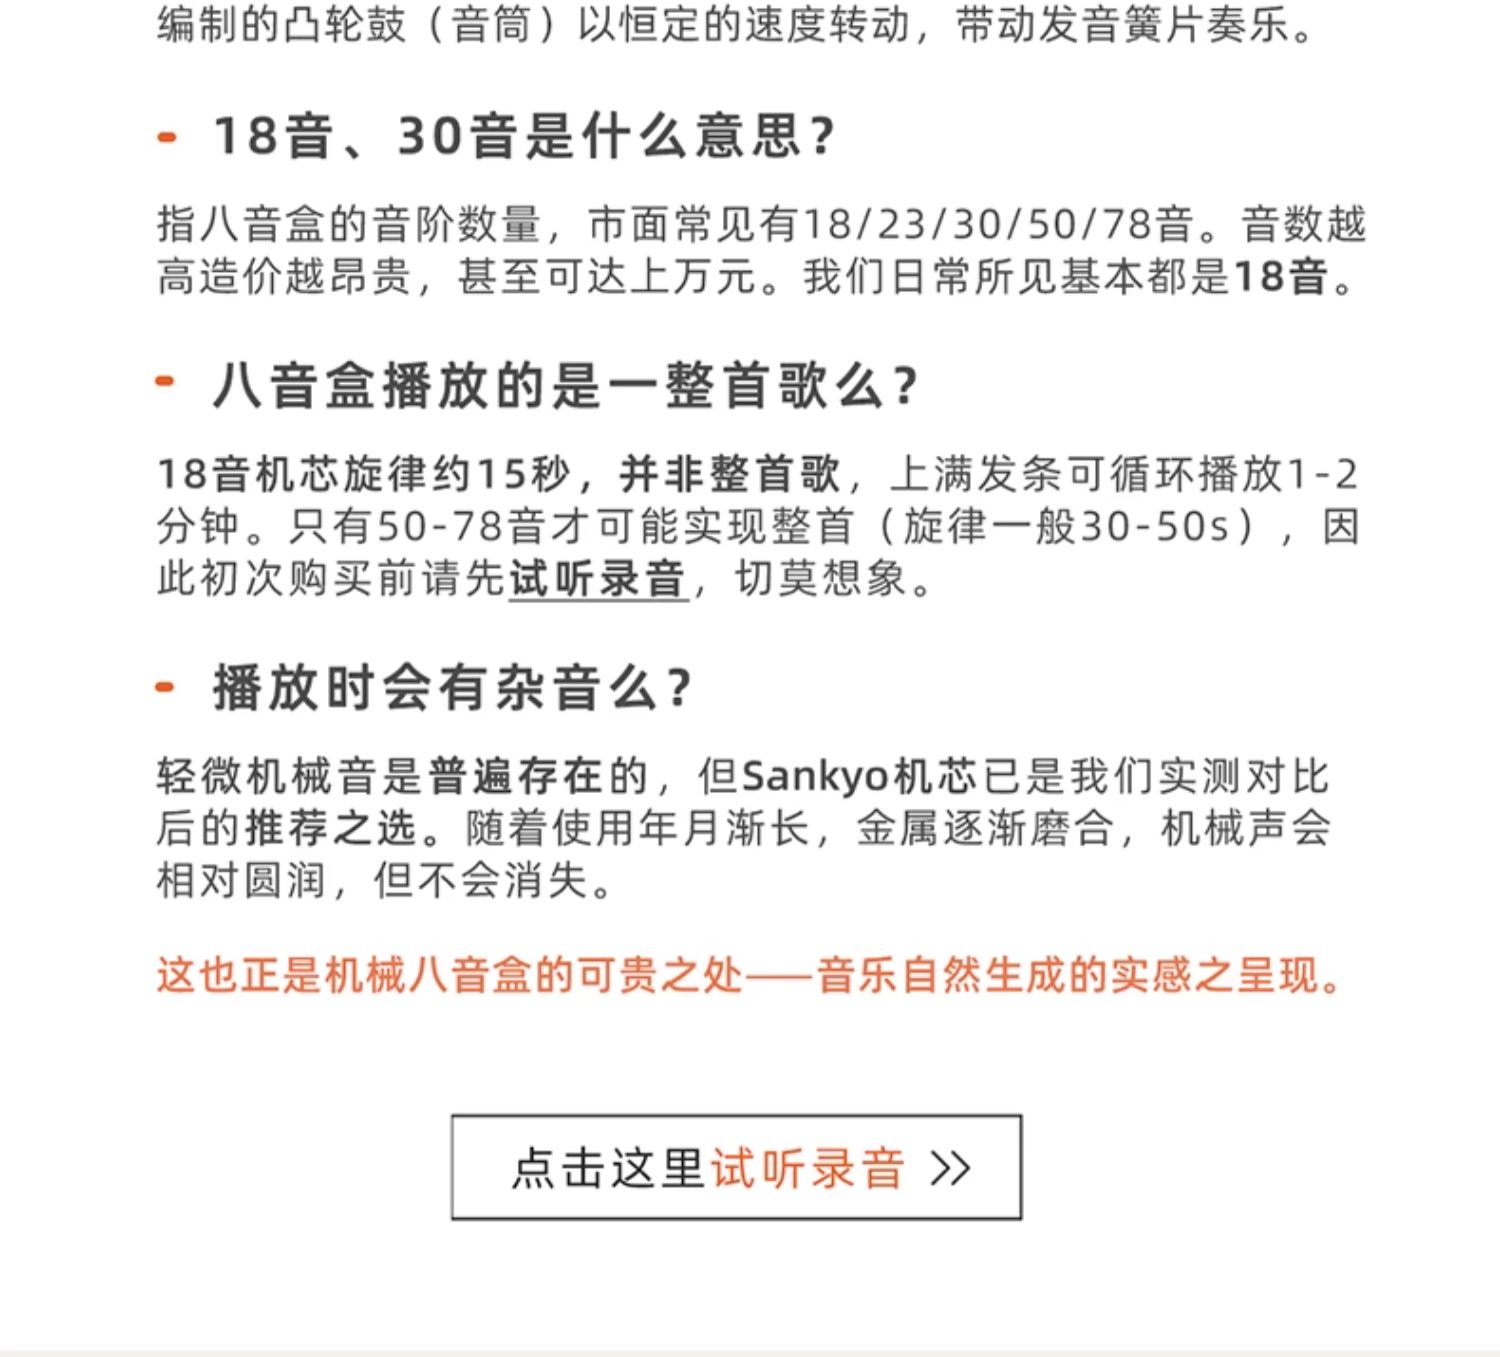 编制的凸轮鼓（音筒）以恒定的速度转动，带动发音簧片奏乐。
- 18音、30音是什么意思？
指八音盒的音阶数量，市面常见有18/23/30/50/78音。音数越
高造价越昂贵，甚至可达上万元。我们日常所见基本都是18音。
- 八音盒播放的是一整首歌么？
18音机芯旋律约15秒，并非整首歌，上满发条可循环播放1-2
分钟。只有50-78音才可能实现整首（旋律一般30-50s），因
此初次购买前请先试听录音，切莫想象。
- 播放时会有杂音么？
轻微机械音是普遍存在的，但Sankyo机芯已是我们实测对比
后的推荐之选。随着使用年月渐长，金属逐渐磨合，机械声会
相对圆润，但不会消失。
这也正是机械八音盒的可贵之处——音乐自然生成的实感之呈现。
点击这里试听录音 >>